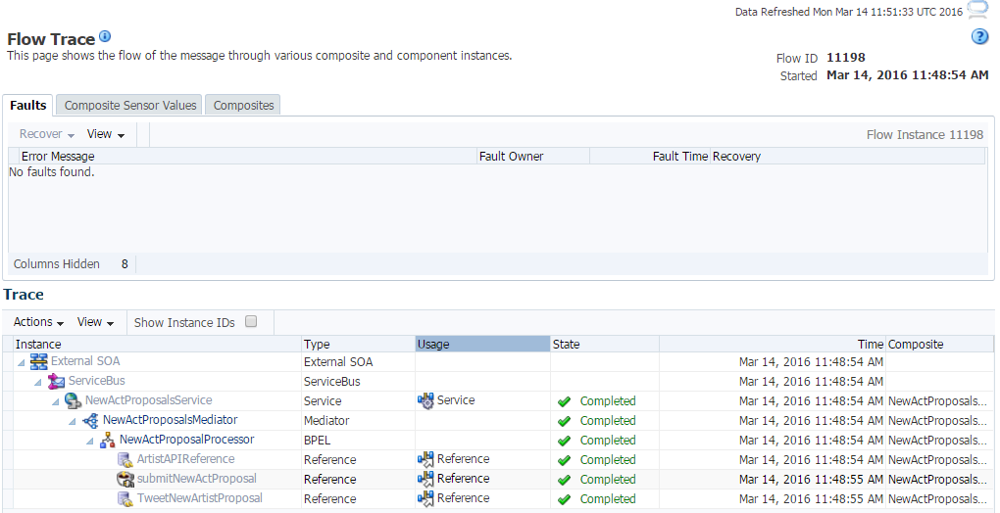 Data Refreshed Mon Mar 14 11:51:33 UTC 2016
Flow Trace
This page shows the flow of the message through various composite and component instances.
Flow ID 11198
Started Mar 14, 2016 11:48:54 AM
Faults Composite Sensor Values Composites
Recover View Flow Instance 11198
Error Message Fault Owner Fault Time Recovery
No faults found.
Columns Hidden 8
Trace
Actions View Show Instance IDs
Instance Type Usage State Time Composite
External SOA External SOA Mar 14, 2016 11:48:54 AM
ServiceBus ServiceBus Mar 14, 2016 11:48:54 AM
NewActProposalsService Service Service Completed Mar 14, 2016 11:48:54 AM NewActProposals...
NewActProposalsMediator Mediator Completed Mar 14, 2016 11:48:54 AM NewActProposals...
NewActProposalProcessor BPEL Completed Mar 14, 2016 11:48:54 AM NewActProposals...
ArtistAPIReference Reference Reference Completed Mar 14, 2016 11:48:54 AM NewActProposals...
submitNewActProposal Reference Reference Completed Mar 14, 2016 11:48:55 AM NewActProposals...
TweetNewArtistProposal Reference Reference Completed Mar 14, 2016 11:48:55 AM NewActProposals...